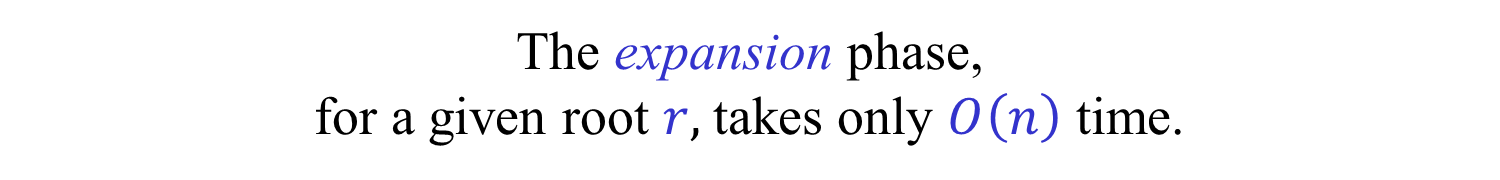 The expansion phase,
for a given root r, takes only O(n) time.